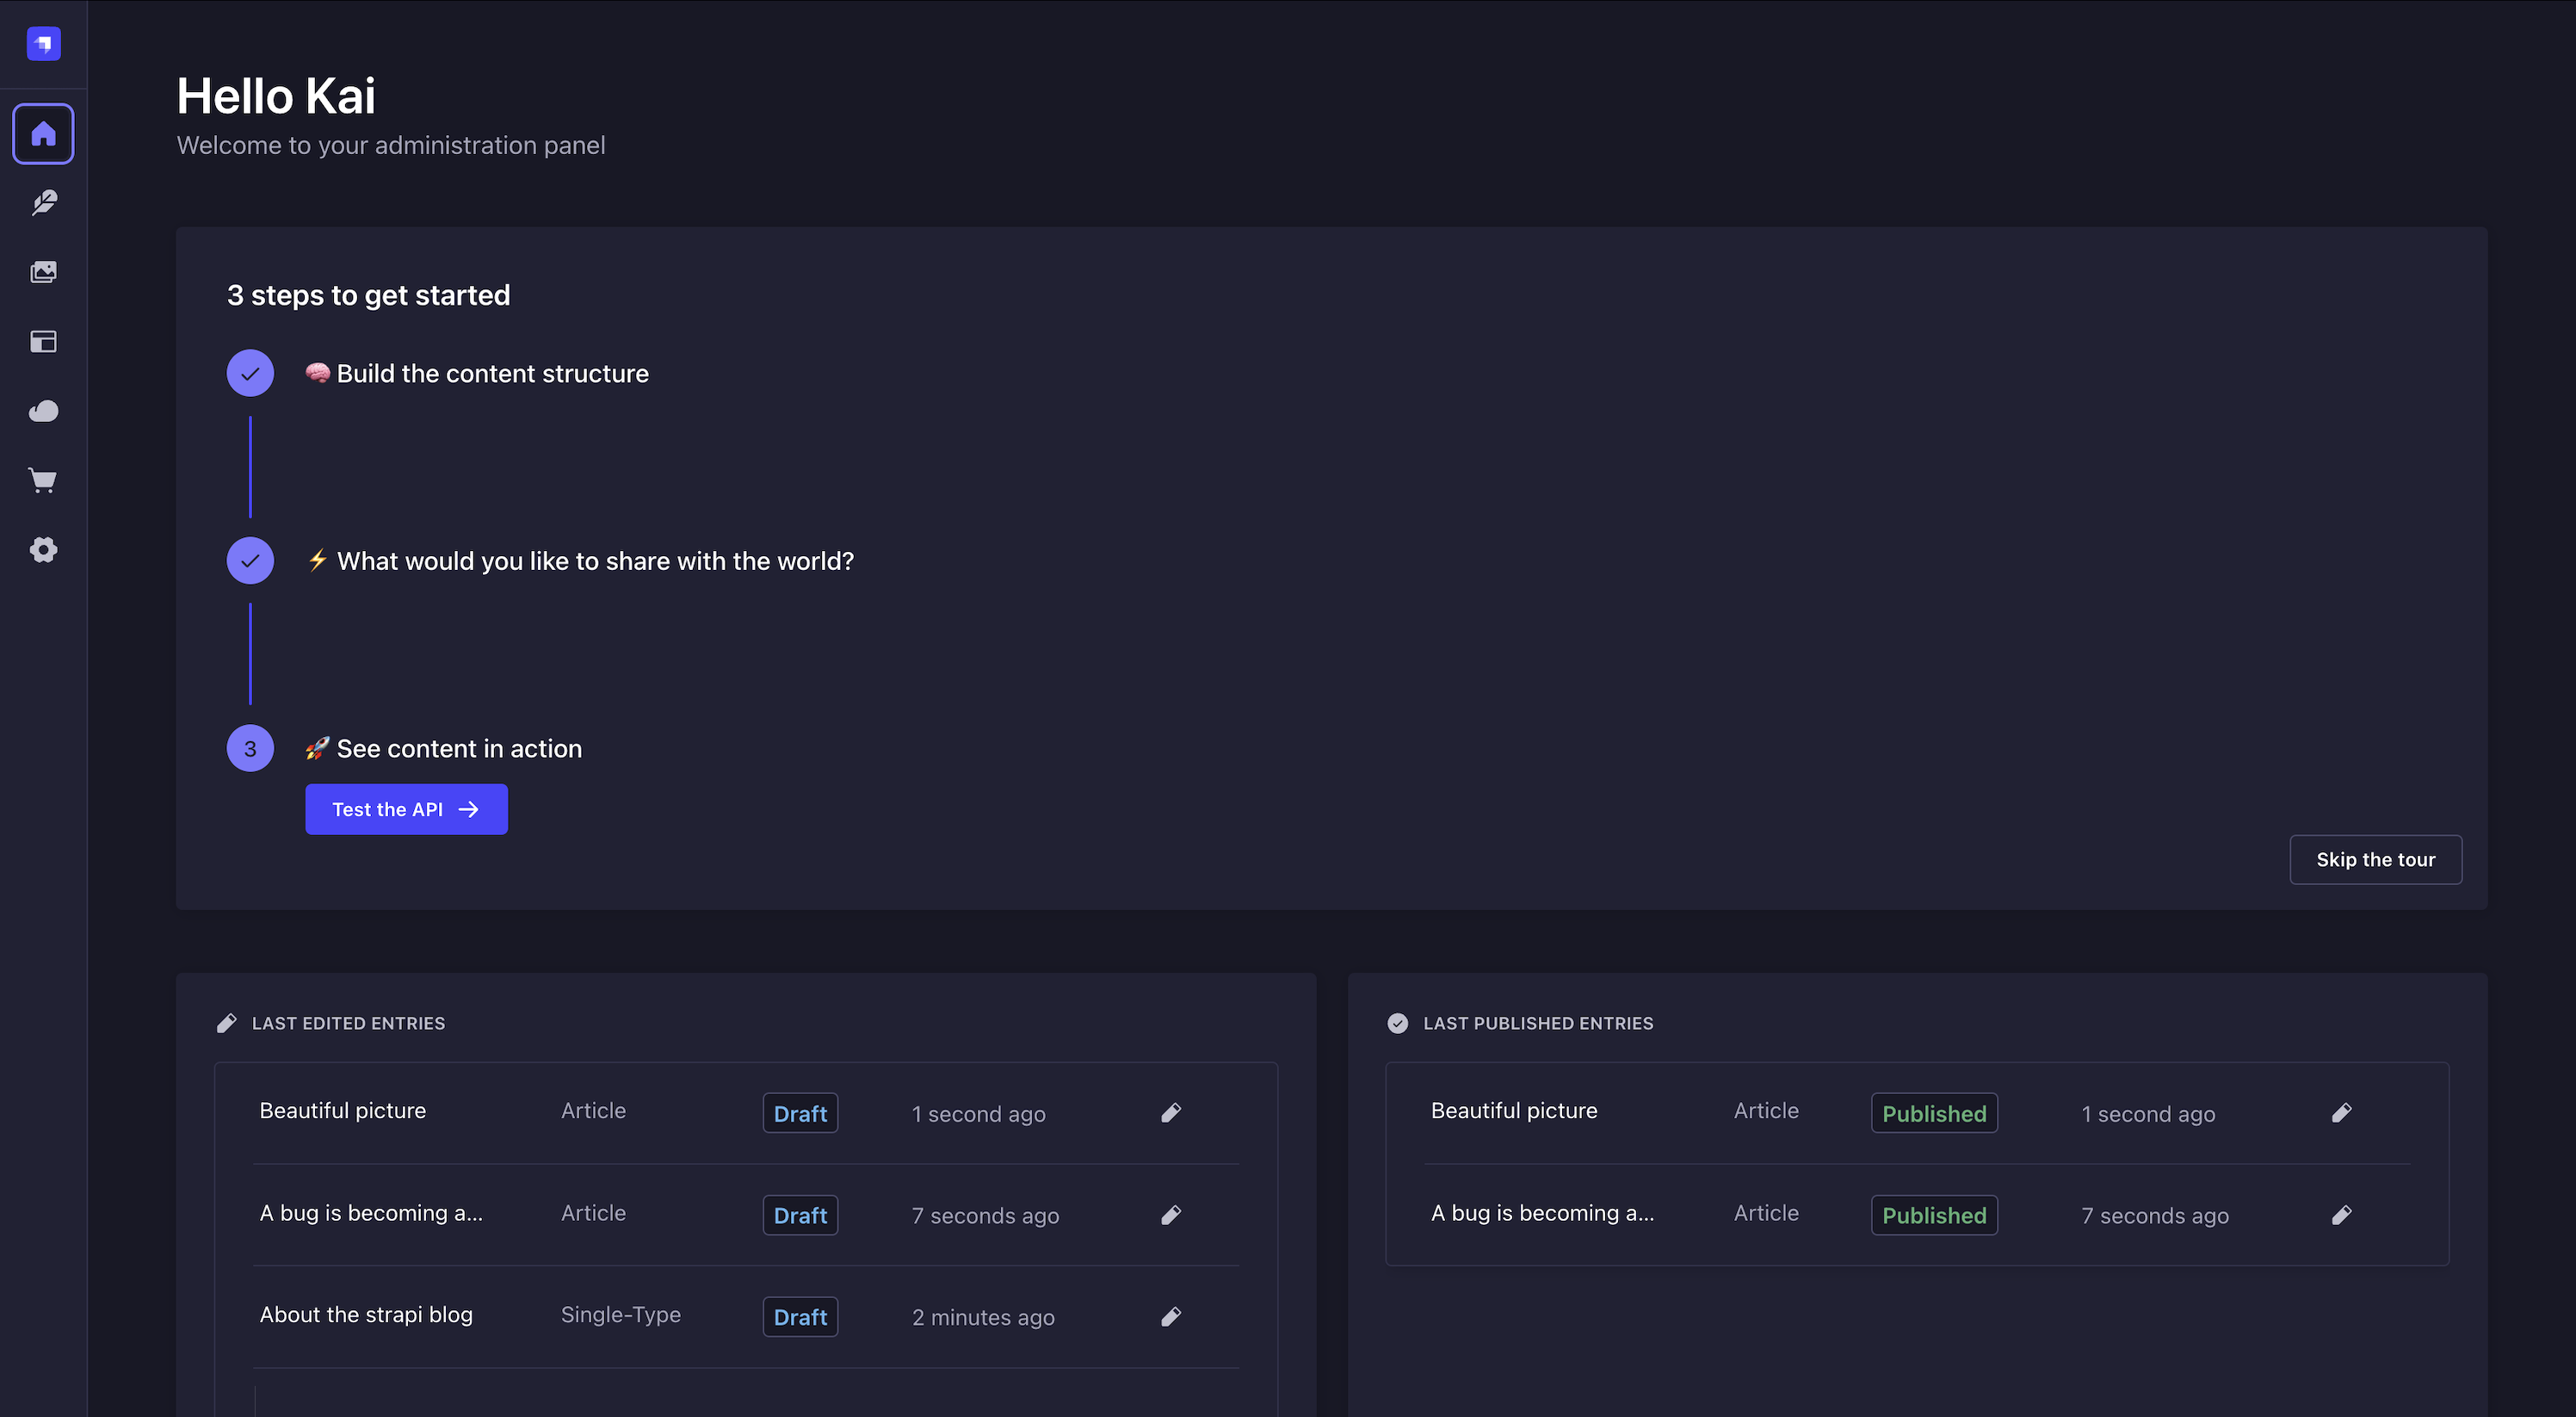 Hello Kai
Welcome to your administration panel
3 steps to get started
🧠 Build the content structure
⚡ What would you like to share with the world?
3 🚀 See content in action
Test the API →
Skip the tour
LAST EDITED ENTRIES
Beautiful picture Article Draft 1 second ago
A bug is becoming a... Article Draft 7 seconds ago
About the strapi blog Single-Type Draft 2 minutes ago
LAST PUBLISHED ENTRIES
Beautiful picture Article Published 1 second ago
A bug is becoming a... Article Published 7 seconds ago